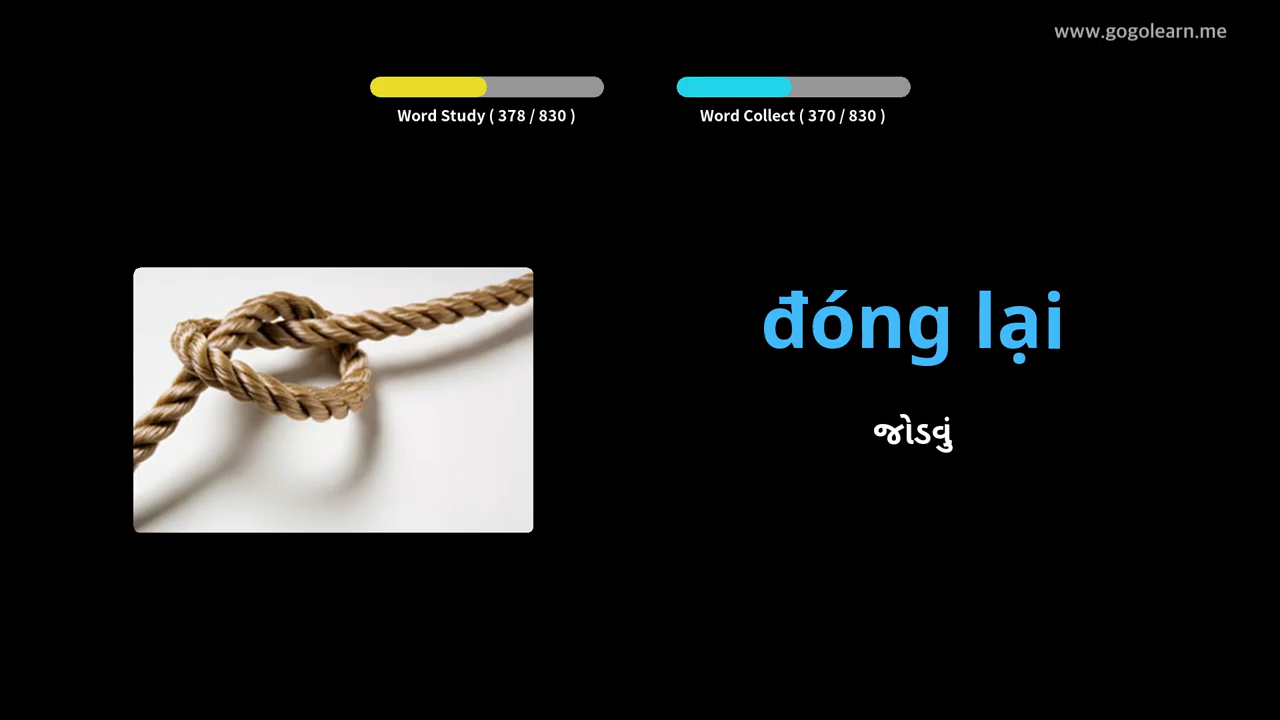 www.gogolearn.me
Word Study ( 378 / 830 )
Word Collect ( 370 / 830 )
đóng lại
જોડવું